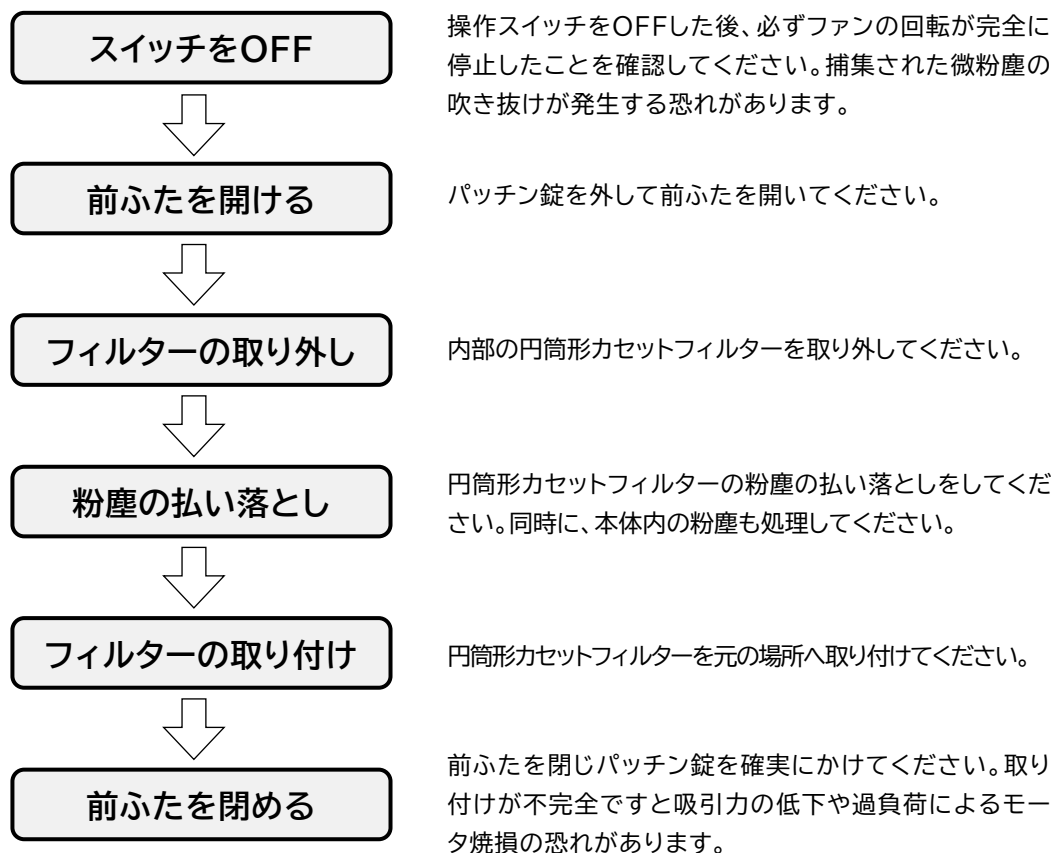 スイッチをOFF
操作スイッチをOFFした後、必ずファンの回転が完全に
停止したことを確認してください。捕集された微粉塵の
吹き抜けが発生する恐れがあります。
前ふたを開ける
パッチン錠を外して前ふたを開いてください。
フィルターの取り外し
内部の円筒形カセットフィルターを取り外してください。
粉塵の払い落とし
円筒形カセットフィルターの粉塵の払い落としをしてくだ
さい。同時に、本体内の粉塵も処理してください。
フィルターの取り付け
円筒形カセットフィルターを元の場所へ取り付けてください。
前ふたを閉める
前ふたを閉じパッチン錠を確実にかけてください。取り
付けが不完全ですと吸引力の低下や過負荷によるモー
タ焼損の恐れがあります。